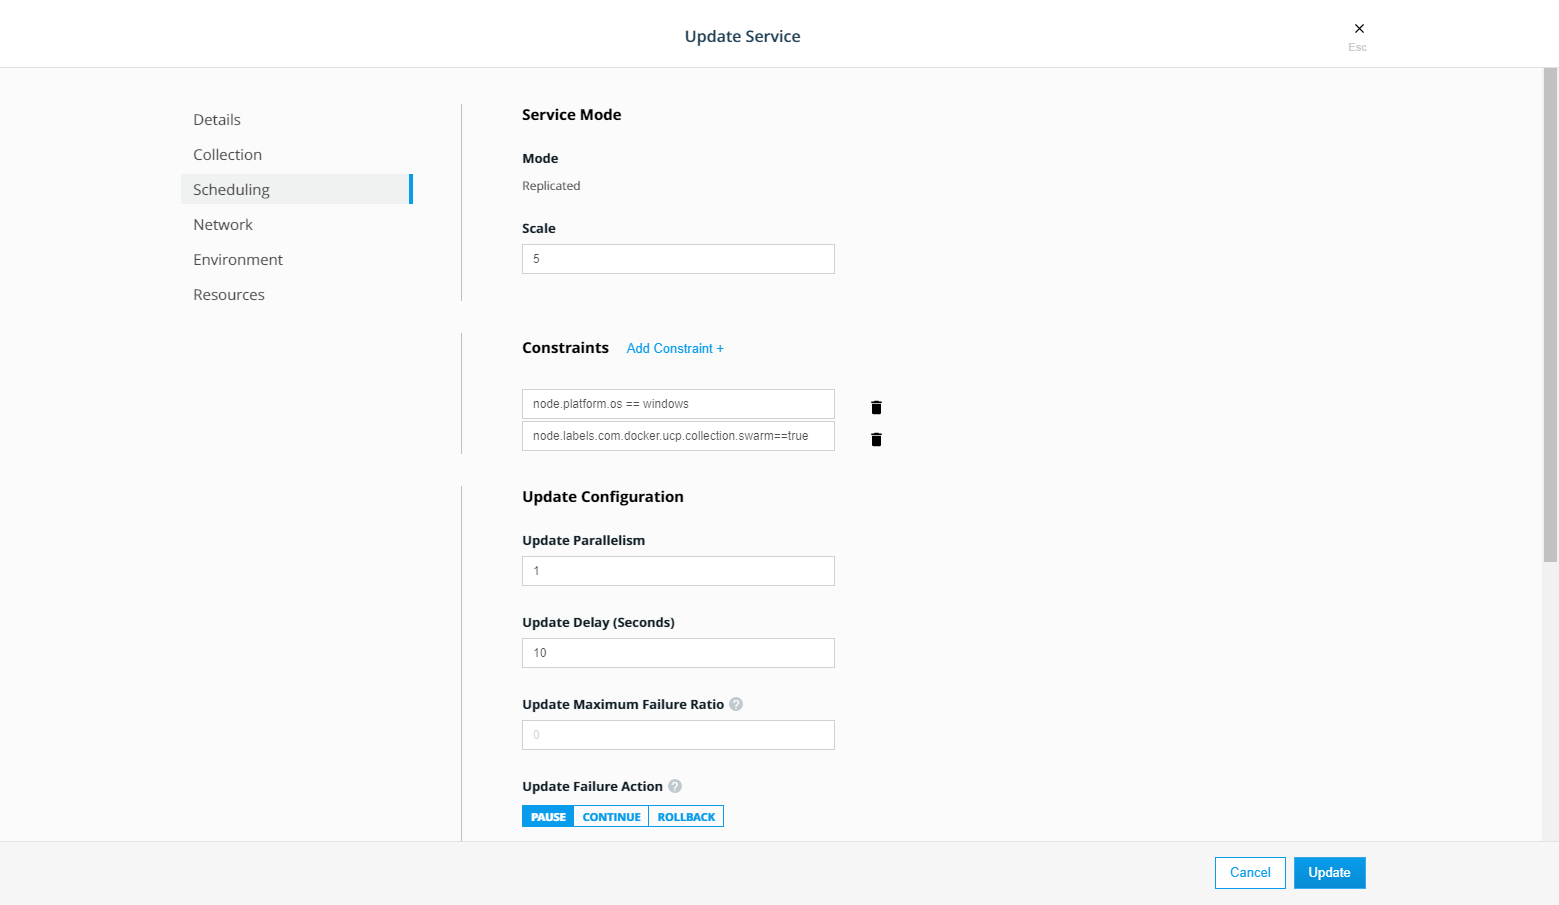 Update Service
Esc
Details
Collection
Scheduling
Network
Environment
Resources
Service Mode
Mode
Replicated
Scale
5
Constraints Add Constraint +
node.platform.os == windows
node.labels.com.docker.ucp.collection.swarm==true
Update Configuration
Update Parallelism
1
Update Delay (Seconds)
10
Update Maximum Failure Ratio ?
0
Update Failure Action ?
PAUSE CONTINUE ROLLBACK
Cancel Update